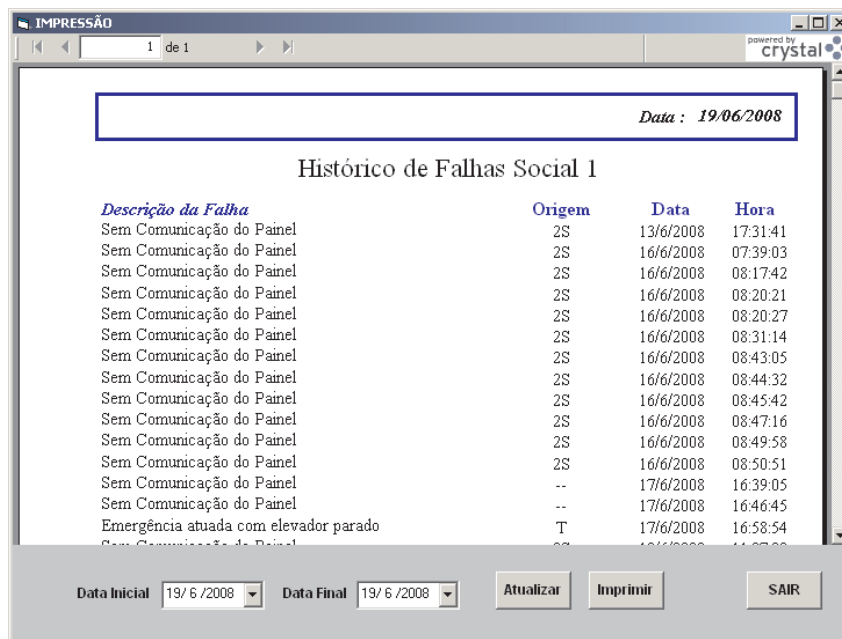 IMPRESSÃO
1 de 1
powered by
crystal
Data : 19/06/2008
Histórico de Falhas Social 1
Descrição da Falha Origem Data Hora
Sem Comunicação do Painel 2S 13/6/2008 17:31:41
Sem Comunicação do Painel 2S 16/6/2008 07:39:03
Sem Comunicação do Painel 2S 16/6/2008 08:17:42
Sem Comunicação do Painel 2S 16/6/2008 08:20:21
Sem Comunicação do Painel 2S 16/6/2008 08:20:27
Sem Comunicação do Painel 2S 16/6/2008 08:31:14
Sem Comunicação do Painel 2S 16/6/2008 08:43:05
Sem Comunicação do Painel 2S 16/6/2008 08:44:32
Sem Comunicação do Painel 2S 16/6/2008 08:45:42
Sem Comunicação do Painel 2S 16/6/2008 08:47:16
Sem Comunicação do Painel 2S 16/6/2008 08:49:58
Sem Comunicação do Painel 2S 16/6/2008 08:50:51
Sem Comunicação do Painel -- 17/6/2008 16:39:05
Sem Comunicação do Painel -- 17/6/2008 16:46:45
Emergência atuada com elevador parado T 17/6/2008 16:58:54
Sem Comunicação do Painel
Data Inicial 19/ 6 /2008 Data Final 19/ 6 /2008 Atualizar Imprimir SAIR